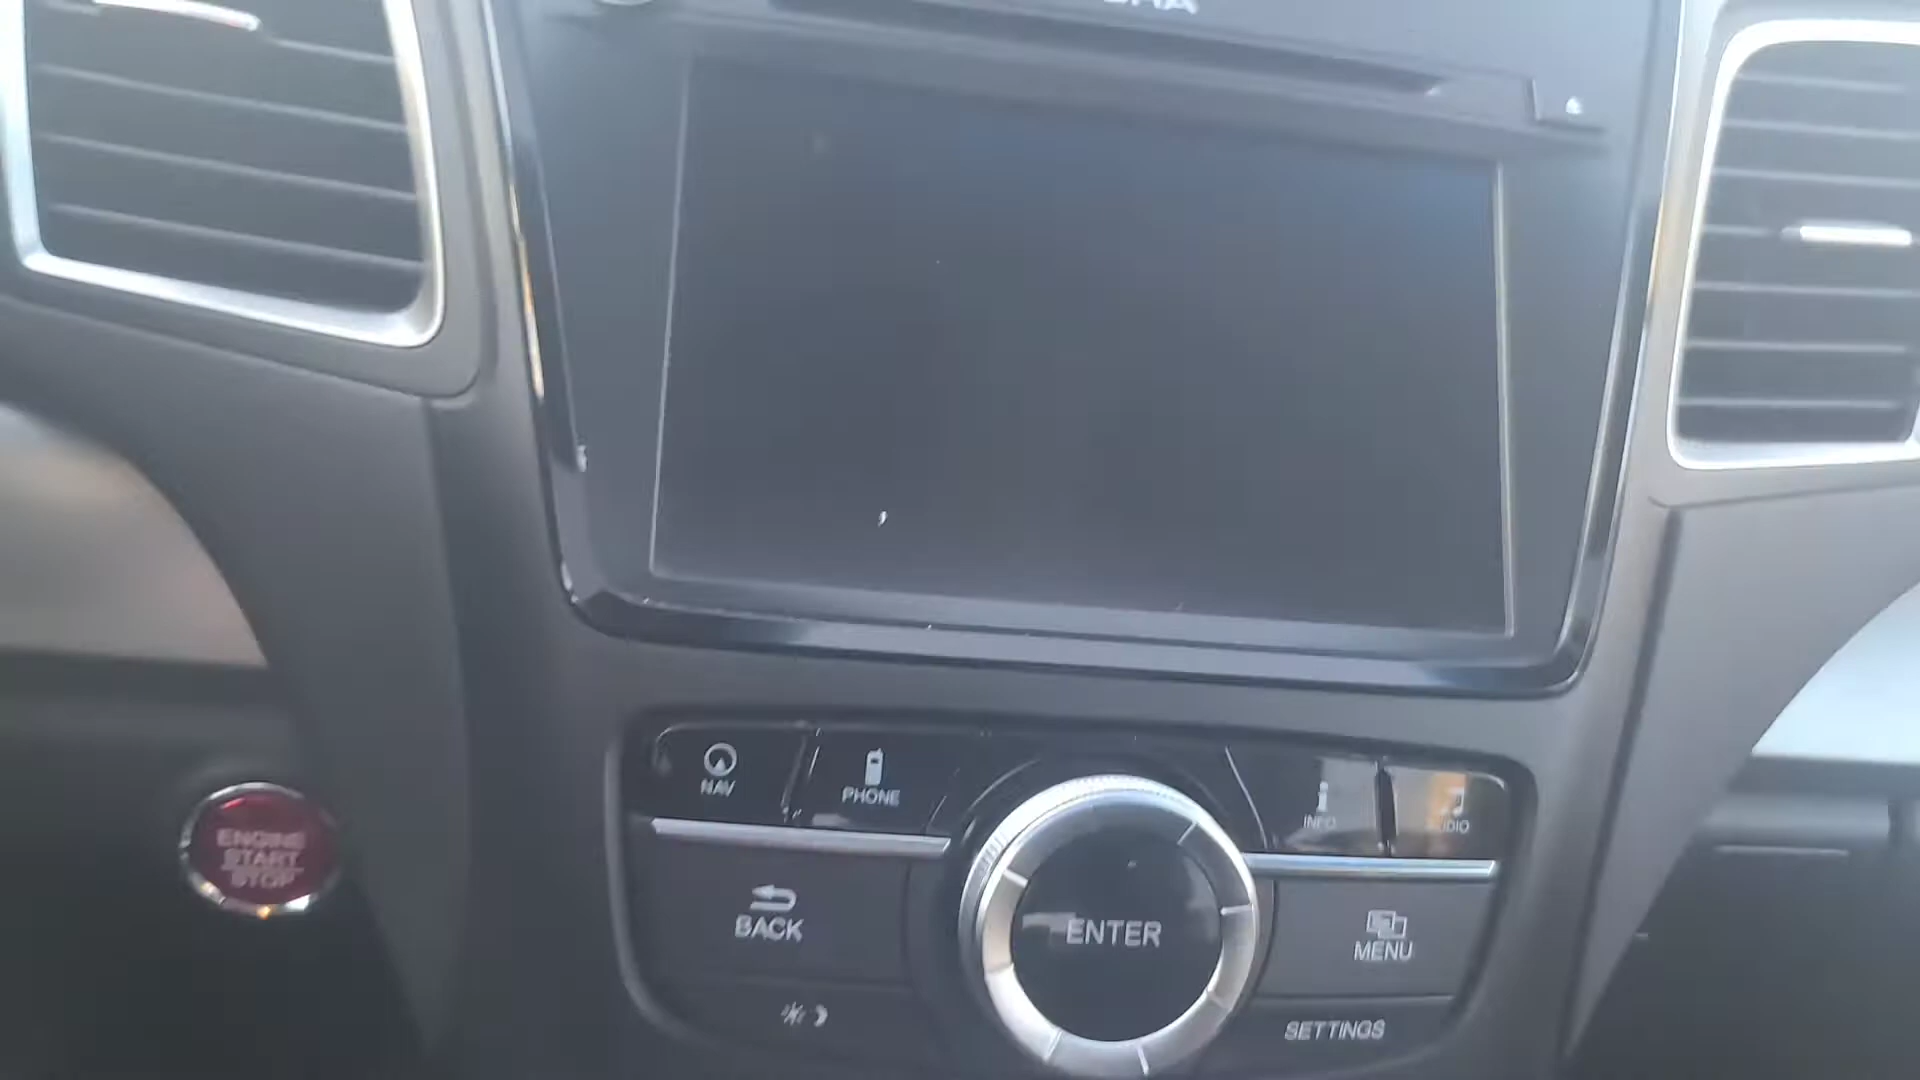 NAV
PHONE
INFO
AUDIO
ENGINE
START
STOP
BACK
ENTER
MENU
SETTINGS